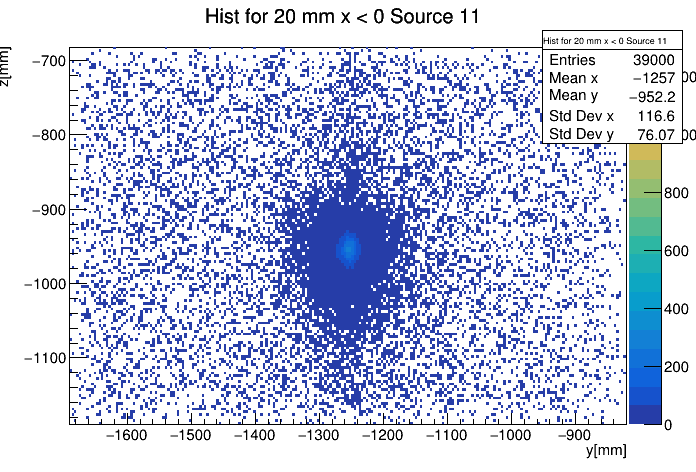 Hist for 20 mm x < 0 Source 11
z[mm]
Hist for 20 mm x < 0 Source 11
Entries 39000
Mean x −1257
Mean y −952.2
Std Dev x 116.6
Std Dev y 76.07
−700
−800
−900
−1000
−1100
800
600
400
200
0
−1600 −1500 −1400 −1300 −1200 −1100 −1000 −900
y[mm]